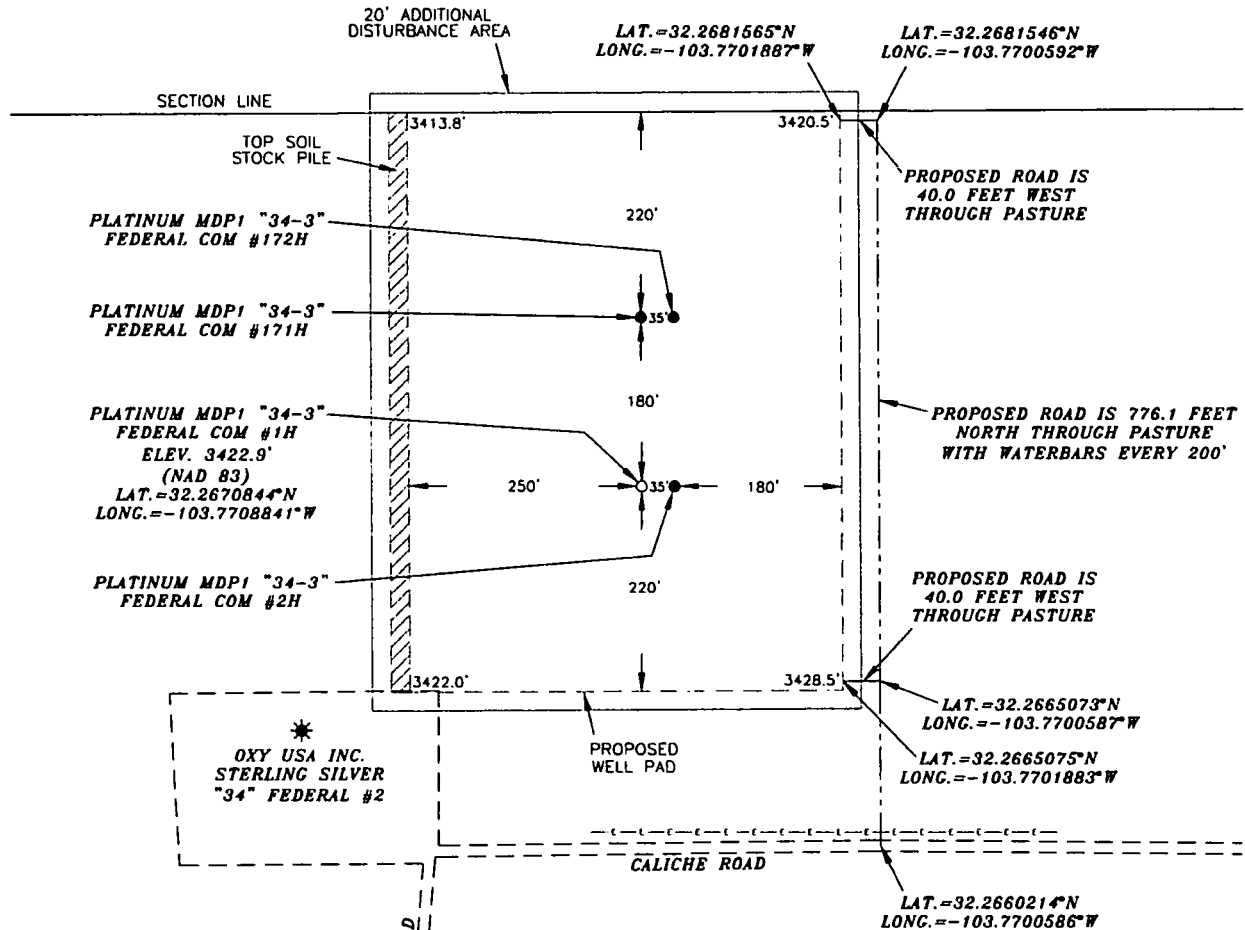 20' ADDITIONAL
DISTURBANCE AREA
LAT.=32.2681565°N
LONG.=-103.7701887°W
LAT.=32.2681546°N
LONG.=-103.7700592°W
SECTION LINE
3413.8'
3420.5'
TOP SOIL
STOCK PILE
PROPOSED ROAD IS
40.0 FEET WEST
THROUGH PASTURE
220'
PLATINUM MDP1 "34-3"
FEDERAL COM #172H
PLATINUM MDP1 "34-3"
FEDERAL COM #171H
35'
180'
PLATINUM MDP1 "34-3"
FEDERAL COM #1H
ELEV. 3422.9'
(NAD 83)
LAT.=32.2670844°N
LONG.=-103.7708841°W
PROPOSED ROAD IS 776.1 FEET
NORTH THROUGH PASTURE
WITH WATERBARS EVERY 200'
250'
35'
180'
PLATINUM MDP1 "34-3"
FEDERAL COM #2H
220'
PROPOSED ROAD IS
40.0 FEET WEST
THROUGH PASTURE
3422.0'
3428.5'
LAT.=32.2665073°N
LONG.=-103.7700587°W
OXY USA INC.
STERLING SILVER
"34" FEDERAL #2
PROPOSED
WELL PAD
LAT.=32.2665075°N
LONG.=-103.7701883°W
CALICHE ROAD
LAT.=32.2660214°N
LONG.=-103.7700586°W
D